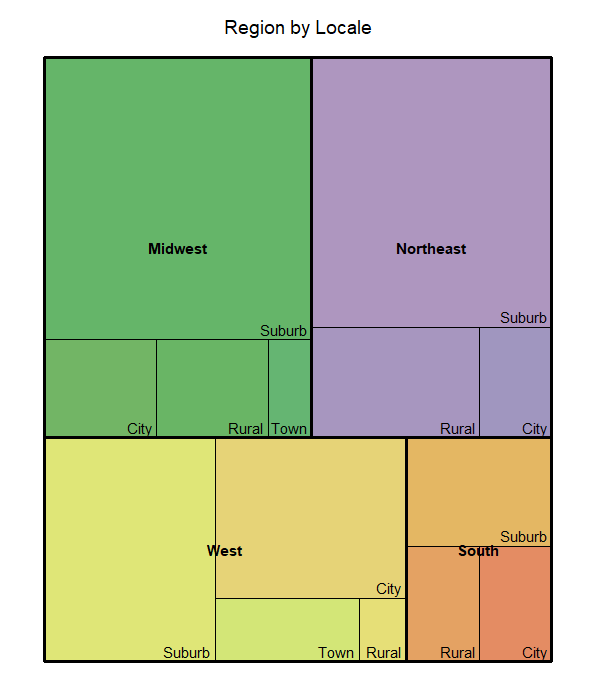 Region by Locale
Midwest
Northeast
Suburb
Suburb
City
Rural
Town
Rural
City
West
South
Suburb
City
Suburb
Town
Rural
Rural
City